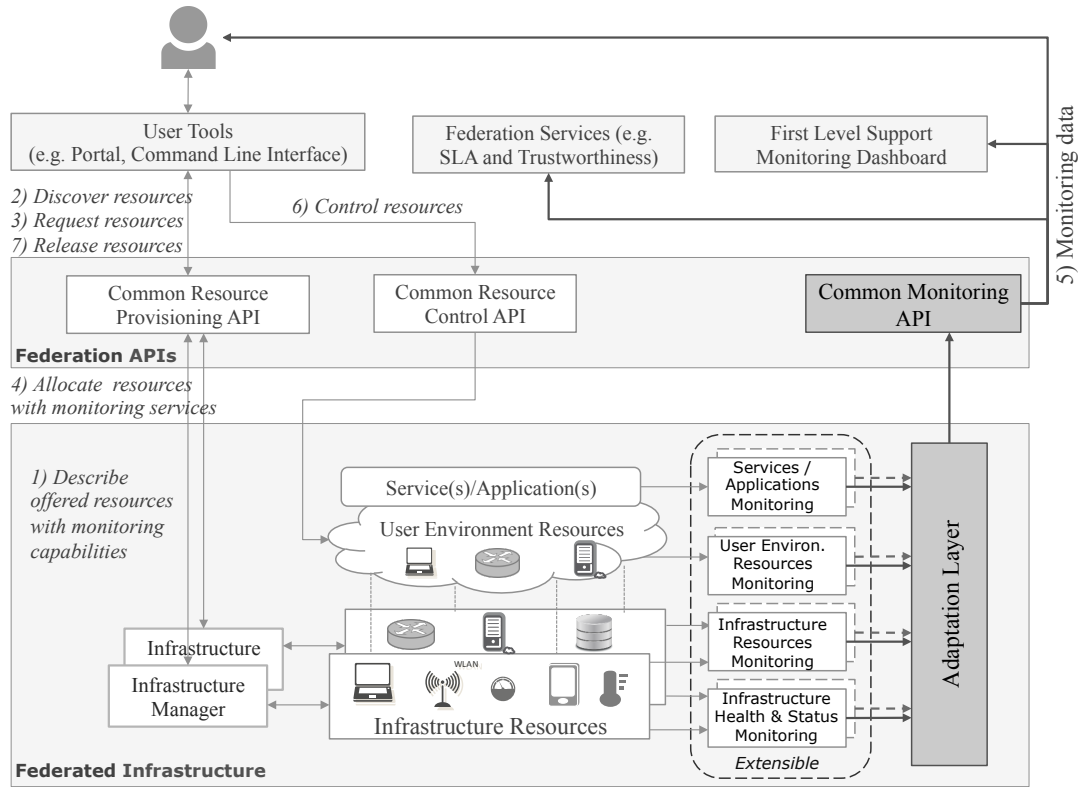 User Tools
(e.g. Portal, Command Line Interface)
Federation Services (e.g.
SLA and Trustworthiness)
First Level Support
Monitoring Dashboard
5) Monitoring data
2) Discover resources
3) Request resources
7) Release resources
6) Control resources
Common Resource
Provisioning API
Common Resource
Control API
Common Monitoring
API
Federation APIs
4) Allocate resources
with monitoring services
1) Describe
offered resources
with monitoring
capabilities
Service(s)/Application(s)
User Environment Resources
Services /
Applications
Monitoring
User Environ.
Resources
Monitoring
Infrastructure
Resources
Monitoring
Infrastructure
Health & Status
Monitoring
Extensible
Adaptation Layer
Infrastructure
Infrastructure
Manager
WLAN
Infrastructure Resources
Federated Infrastructure